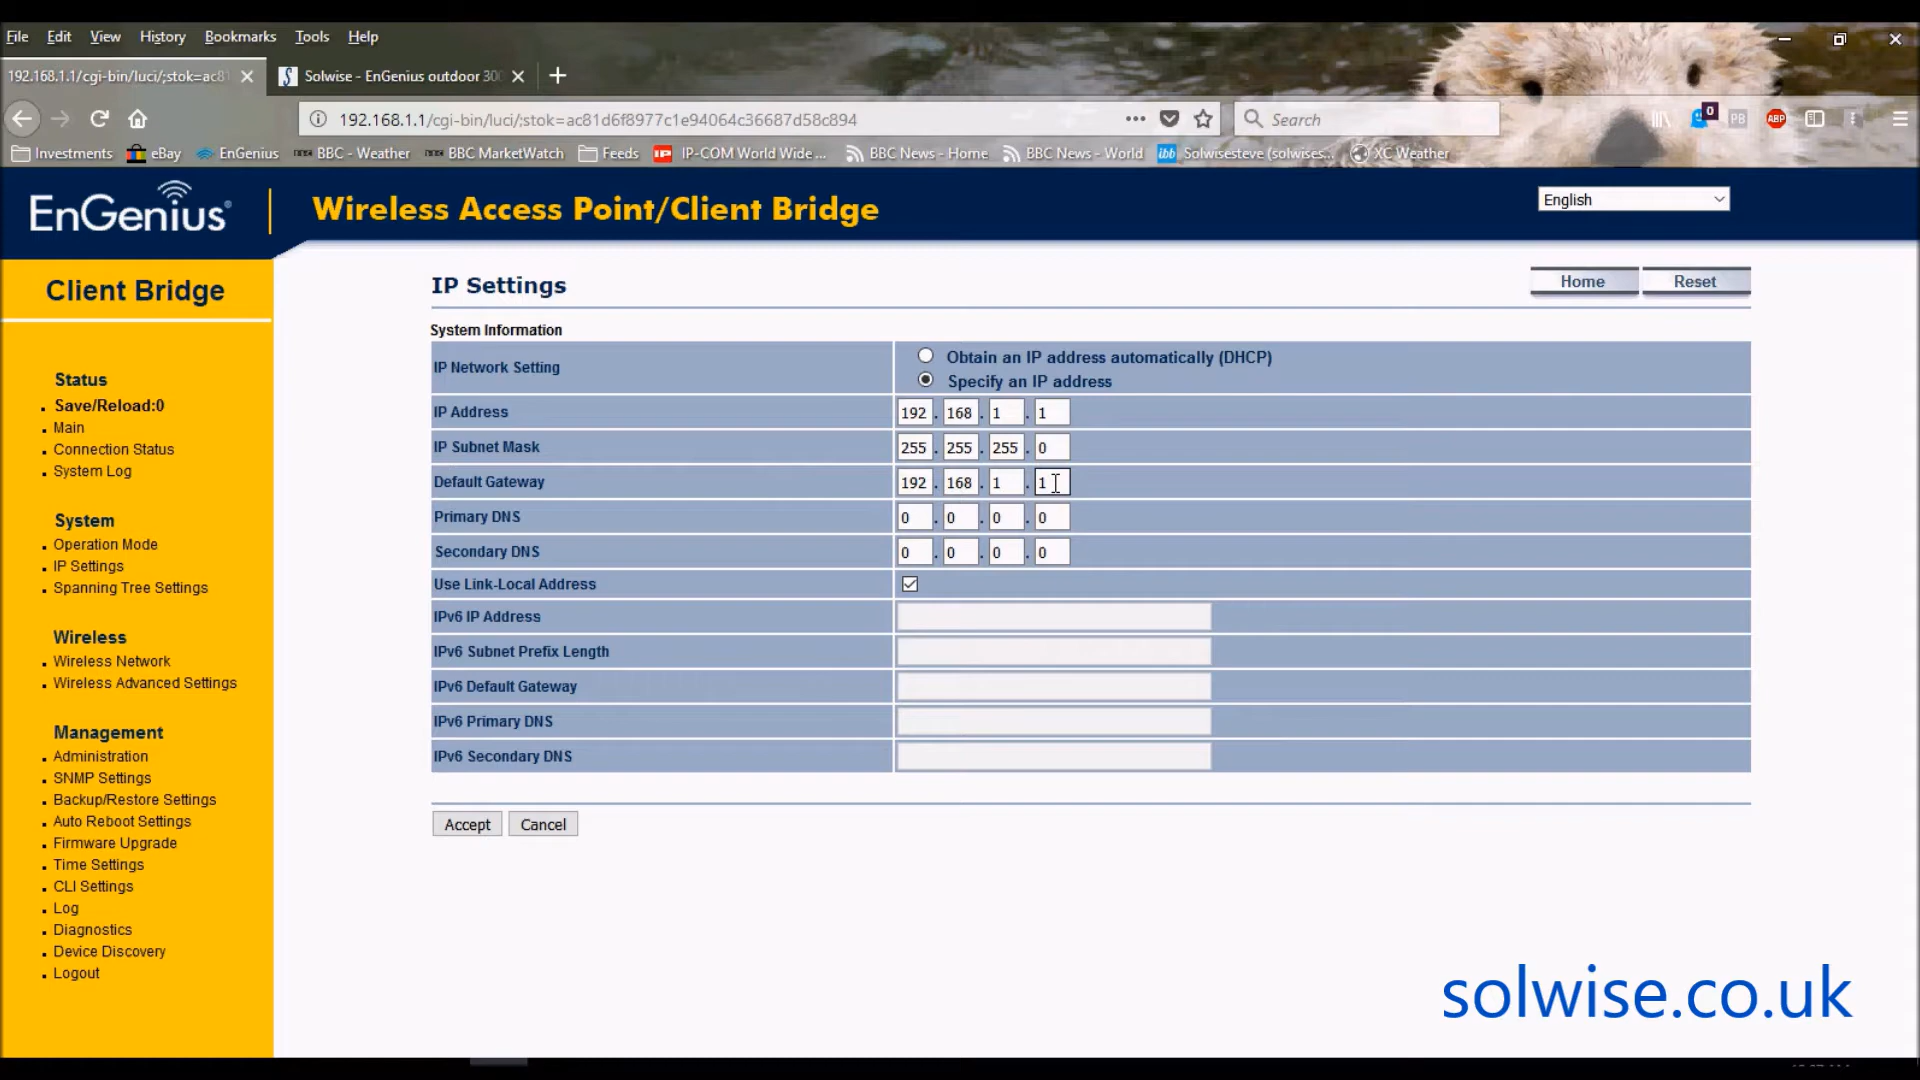 File Edit View History Bookmarks Tools Help
192.168.1.1/cgi-bin/luci/;stok=ac8 Solwise - EnGenius outdoor 300
192.168.1.1/cgi-bin/luci/;stok=ac81d6f8977c1e94064c36687d58c894 Search 0 PB ABP
Investments eBay EnGenius BBC - Weather BBC MarketWatch Feeds IP IP-COM World Wide ... BBC News - Home BBC News - World ibb Solwisesteve (solwises... XC Weather
EnGenius Wireless Access Point/Client Bridge English
Client Bridge
IP Settings Home Reset
System Information
IP Network Setting Obtain an IP address automatically (DHCP)
Specify an IP address
IP Address 192 . 168 . 1 . 1
IP Subnet Mask 255 . 255 . 255 . 0
Default Gateway 192 . 168 . 1 . 1
Primary DNS 0 . 0 . 0 . 0
Secondary DNS 0 . 0 . 0 . 0
Use Link-Local Address
IPv6 IP Address
IPv6 Subnet Prefix Length
IPv6 Default Gateway
IPv6 Primary DNS
IPv6 Secondary DNS
Accept Cancel
Status
Save/Reload:0
Main
Connection Status
System Log
System
Operation Mode
IP Settings
Spanning Tree Settings
Wireless
Wireless Network
Wireless Advanced Settings
Management
Administration
SNMP Settings
Backup/Restore Settings
Auto Reboot Settings
Firmware Upgrade
Time Settings
CLI Settings
Log
Diagnostics
Device Discovery
Logout
solwise.co.uk